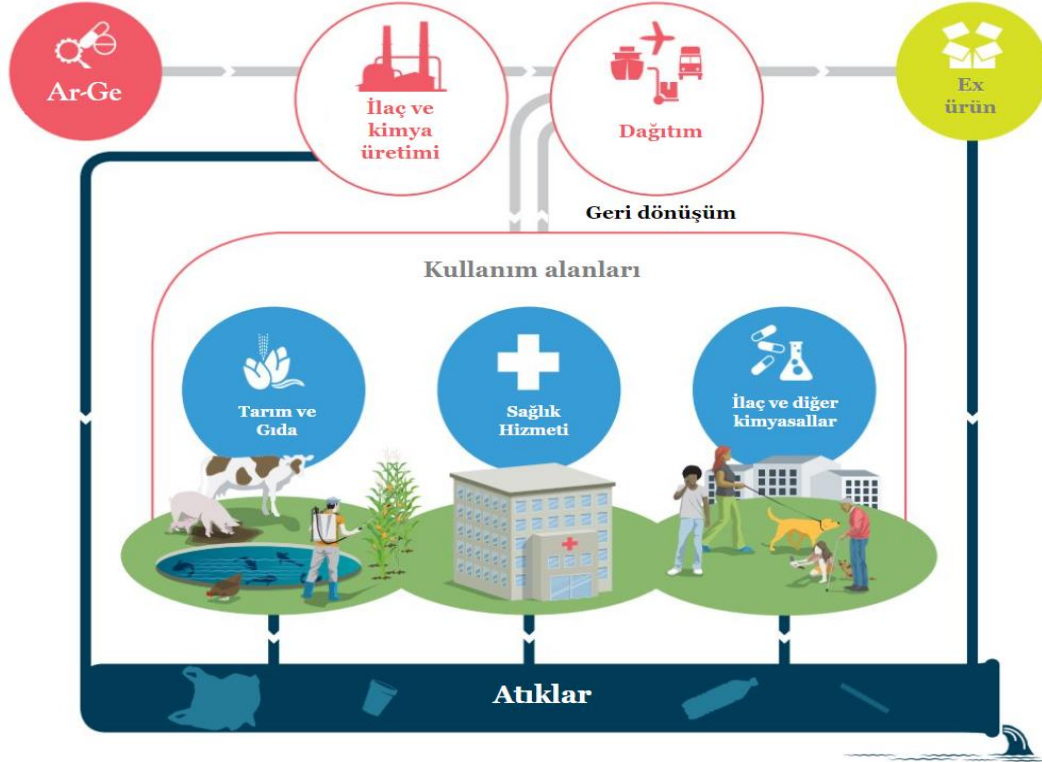 Ar-Ge
İlaç ve
kimya
üretimi
Dağıtım
Ex
ürün
Geri dönüşüm
Kullanım alanları
Tarım ve
Gıda
Sağlık
Hizmeti
İlaç ve diğer
kimyasallar
Atıklar